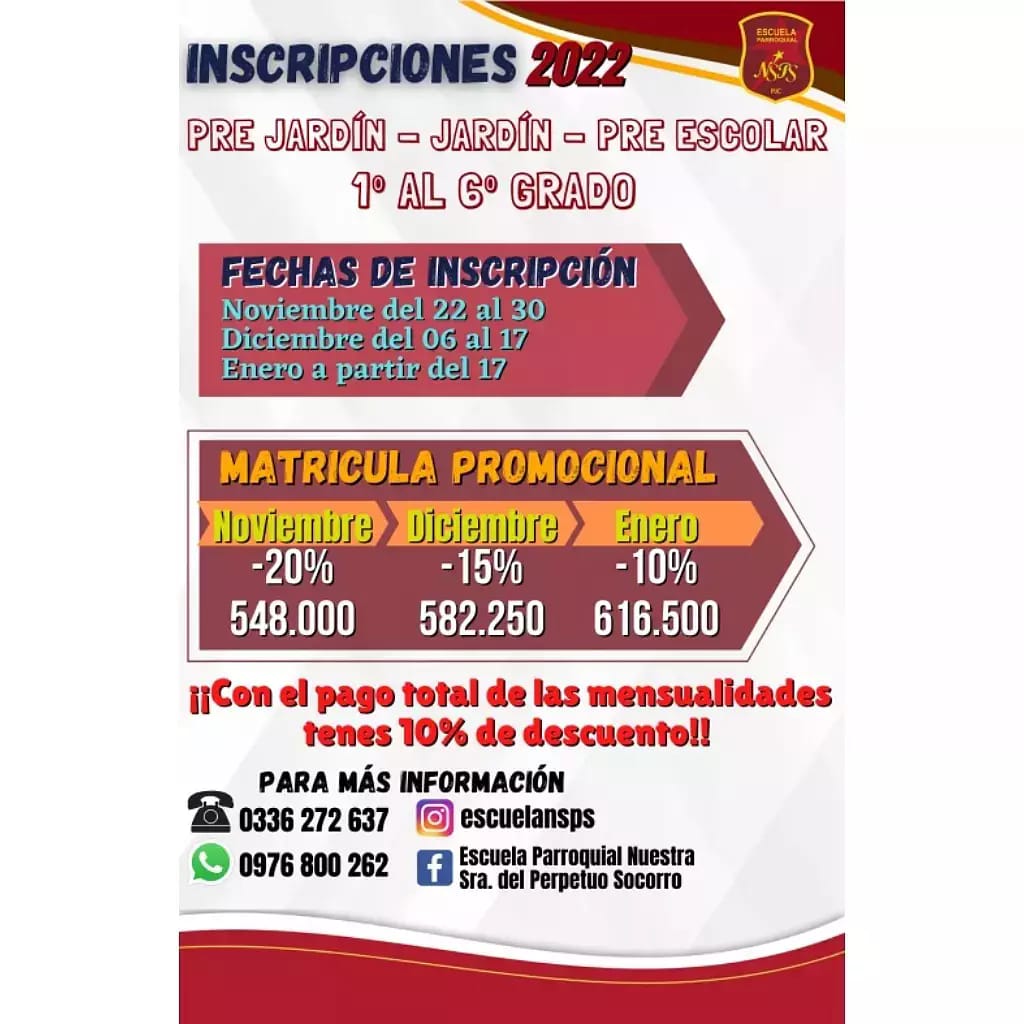 ESCUELA
PARROQUIAL
PJC
INSCRIPCIONES 2022
PRE JARDÍN – JARDÍN – PRE ESCOLAR
1º AL 6º GRADO
FECHAS DE INSCRIPCIÓN
Noviembre del 22 al 30
Diciembre del 06 al 17
Enero a partir del 17
MATRICULA PROMOCIONAL
Noviembre Diciembre Enero
-20% -15% -10%
548.000 582.250 616.500
¡¡Con el pago total de las mensualidades
tenes 10% de descuento!!
PARA MÁS INFORMACIÓN
0336 272 637 escuelansps
0976 800 262 Escuela Parroquial Nuestra
Sra. del Perpetuo Socorro